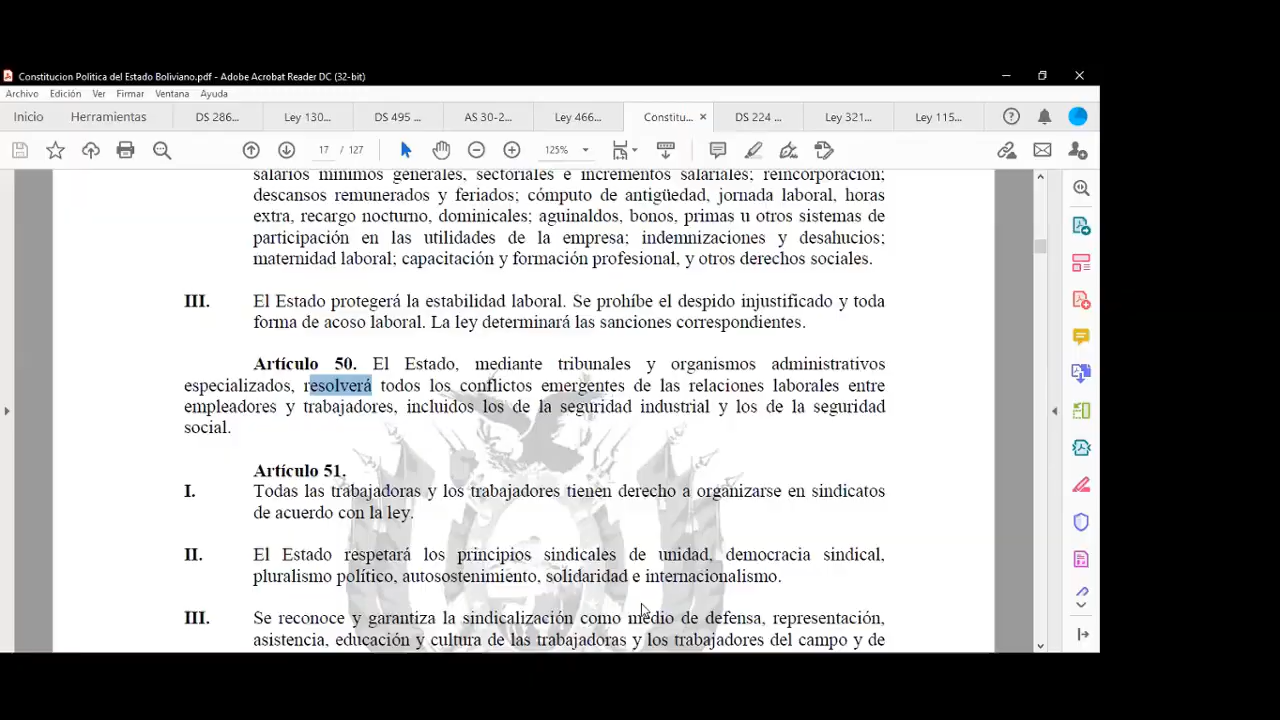 Constitucion Politica del Estado Boliviano.pdf - Adobe Acrobat Reader DC (32-bit)
Archivo Edición Ver Firmar Ventana Ayuda
Inicio Herramientas DS 286... Ley 130... DS 495 ... AS 30-2... Ley 466... Constitu... DS 224 ... Ley 321... Ley 115...
17 / 127 125%
salarios mínimos generales, sectoriales e incrementos salariales; reincorporación;
descansos remunerados y feriados; cómputo de antigüedad, jornada laboral, horas
extra, recargo nocturno, dominicales; aguinaldos, bonos, primas u otros sistemas de
participación en las utilidades de la empresa; indemnizaciones y desahucios;
maternidad laboral; capacitación y formación profesional, y otros derechos sociales.
III. El Estado protegerá la estabilidad laboral. Se prohíbe el despido injustificado y toda
forma de acoso laboral. La ley determinará las sanciones correspondientes.
Artículo 50. El Estado, mediante tribunales y organismos administrativos
especializados, resolverá todos los conflictos emergentes de las relaciones laborales entre
empleadores y trabajadores, incluidos los de la seguridad industrial y los de la seguridad
social.
Artículo 51.
I. Todas las trabajadoras y los trabajadores tienen derecho a organizarse en sindicatos
de acuerdo con la ley.
II. El Estado respetará los principios sindicales de unidad, democracia sindical,
pluralismo político, autosostenimiento, solidaridad e internacionalismo.
III. Se reconoce y garantiza la sindicalización como medio de defensa, representación,
asistencia, educación y cultura de las trabajadoras y los trabajadores del campo y de